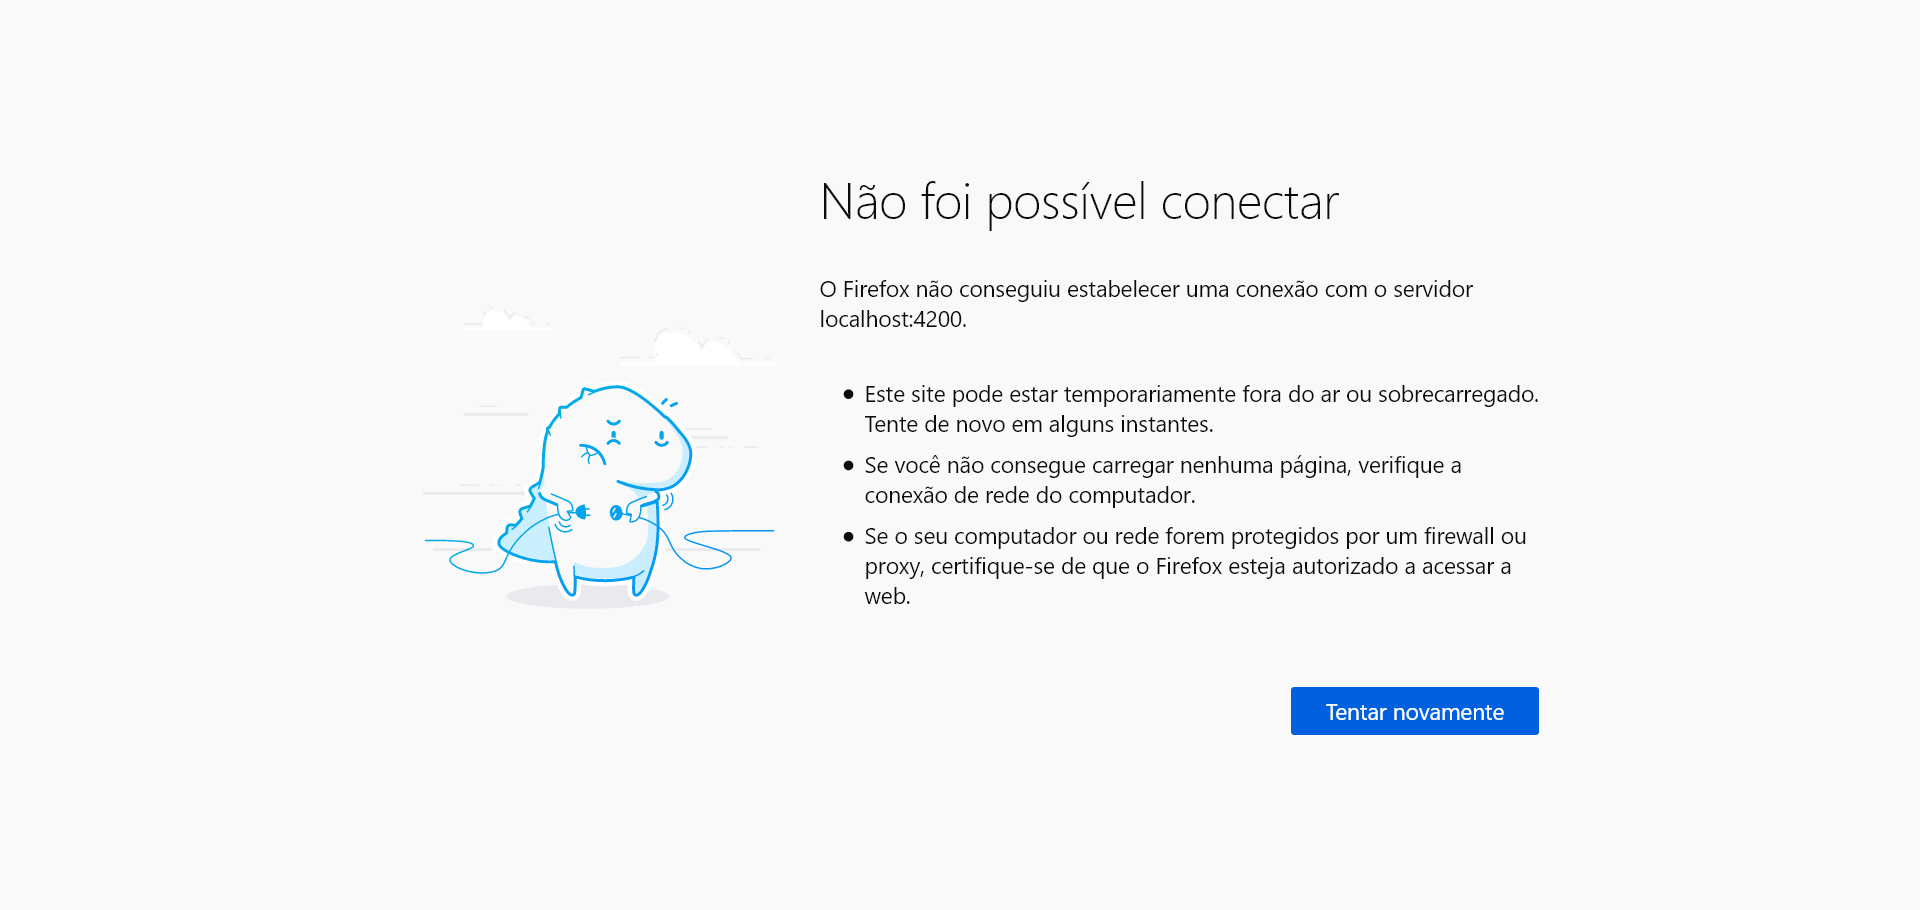 Não foi possível conectar
O Firefox não conseguiu estabelecer uma conexão com o servidor
localhost:4200.
● Este site pode estar temporariamente fora do ar ou sobrecarregado.
Tente de novo em alguns instantes.
● Se você não consegue carregar nenhuma página, verifique a
conexão de rede do computador.
● Se o seu computador ou rede forem protegidos por um firewall ou
proxy, certifique-se de que o Firefox esteja autorizado a acessar a
web.
Tentar novamente